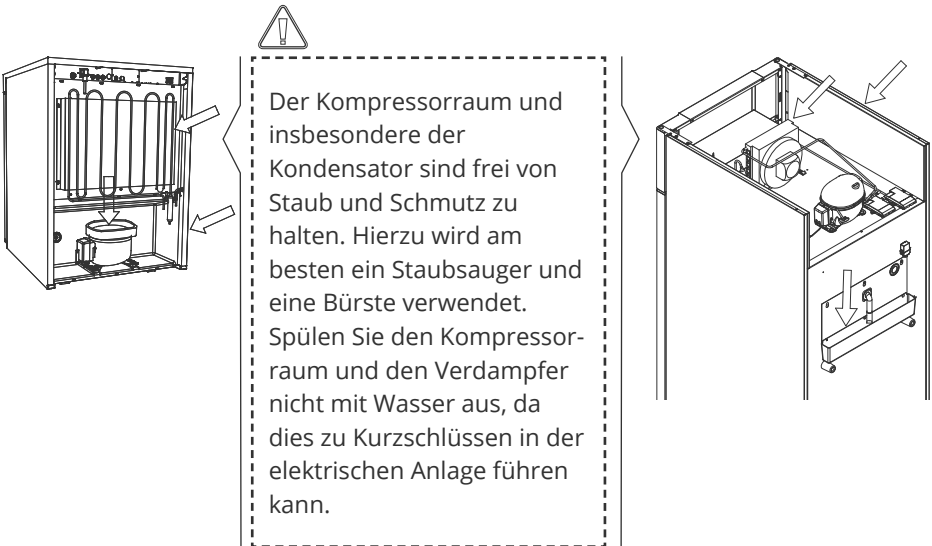 Der Kompressorraum und
insbesondere der
Kondensator sind frei von
Staub und Schmutz zu
halten. Hierzu wird am
besten ein Staubsauger und
eine Bürste verwendet.
Spülen Sie den Kompressor-
raum und den Verdampfer
nicht mit Wasser aus, da
dies zu Kurzschlüssen in der
elektrischen Anlage führen
kann.